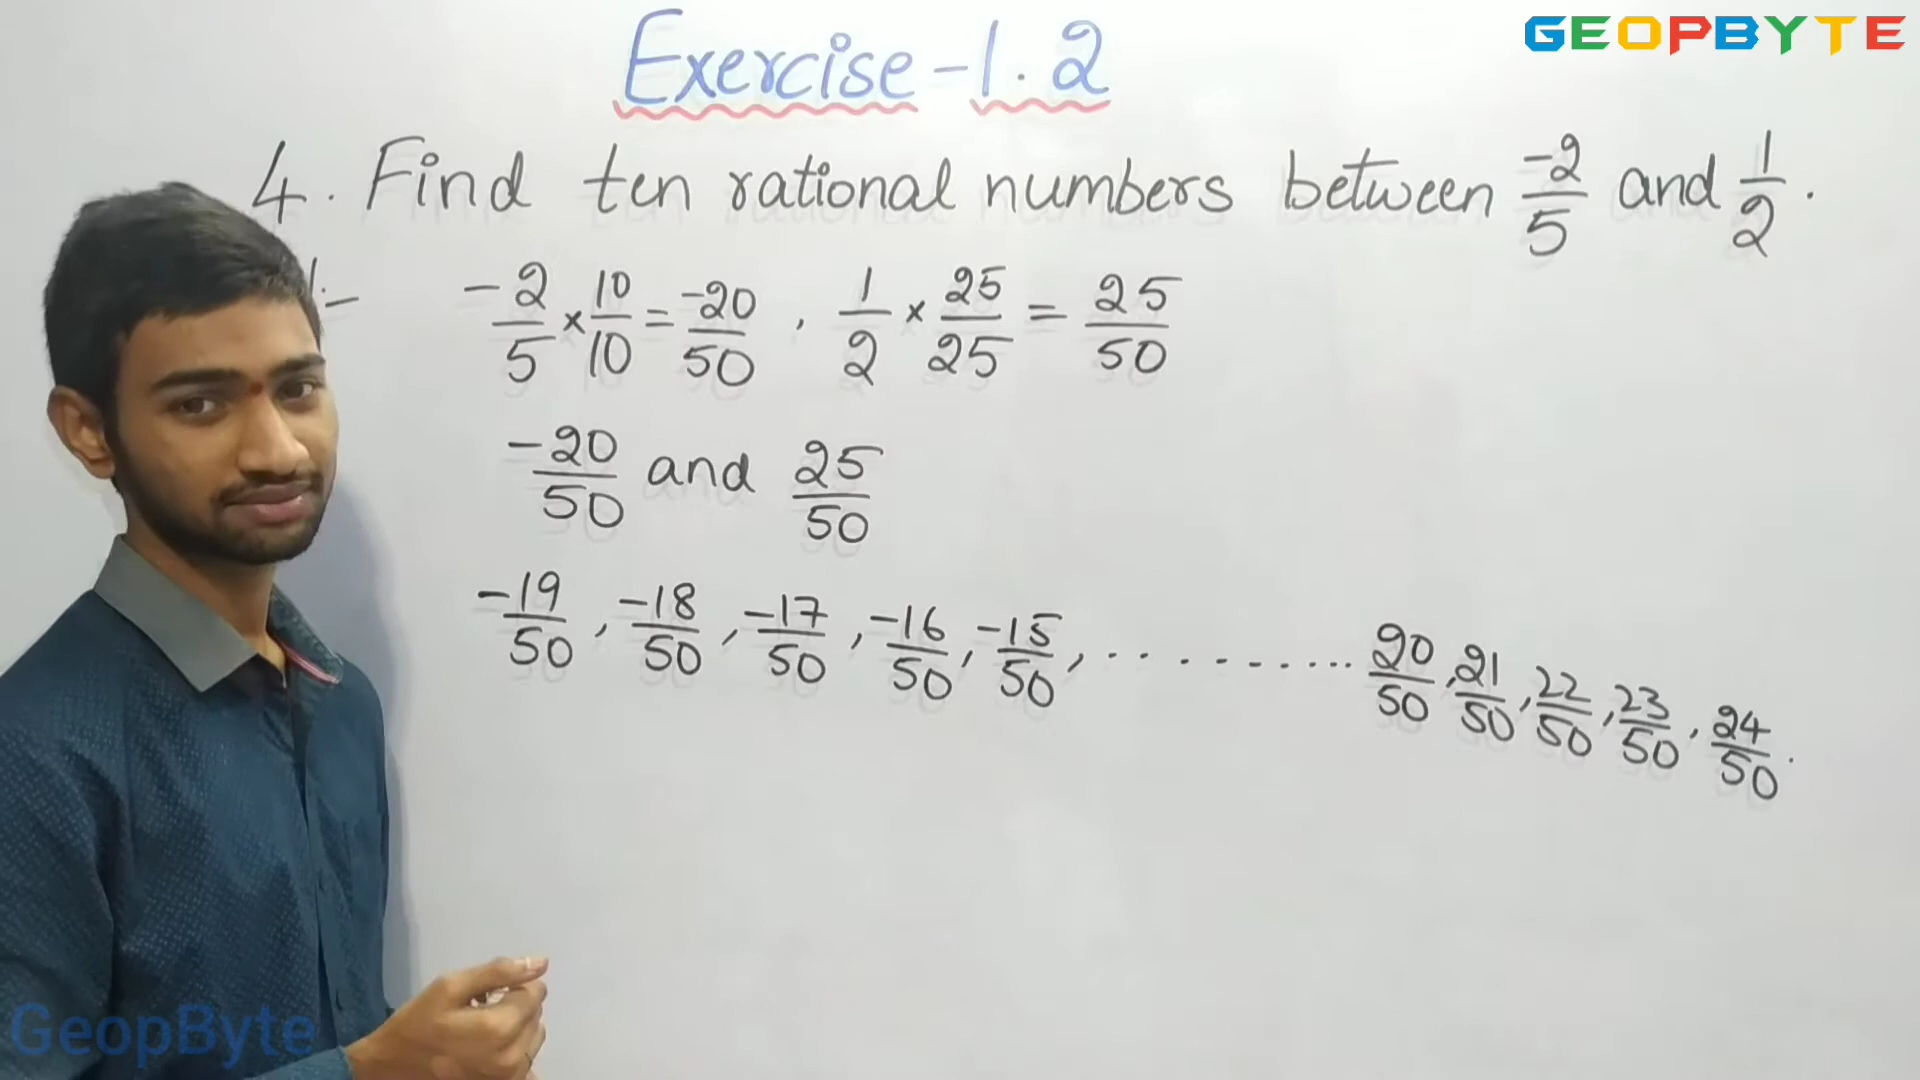 GEOPBYTE
Exercise-1.2
4. Find ten rational numbers between -2/5 and 1/2.
-2/5 × 10/10 = -20/50 , 1/2 × 25/25 = 25/50
-20/50 and 25/50
-19/50 , -18/50 , -17/50 , -16/50 , -15/50 , .......... 20/50 , 21/50 , 22/50 , 23/50 , 24/50 .
GeopByte